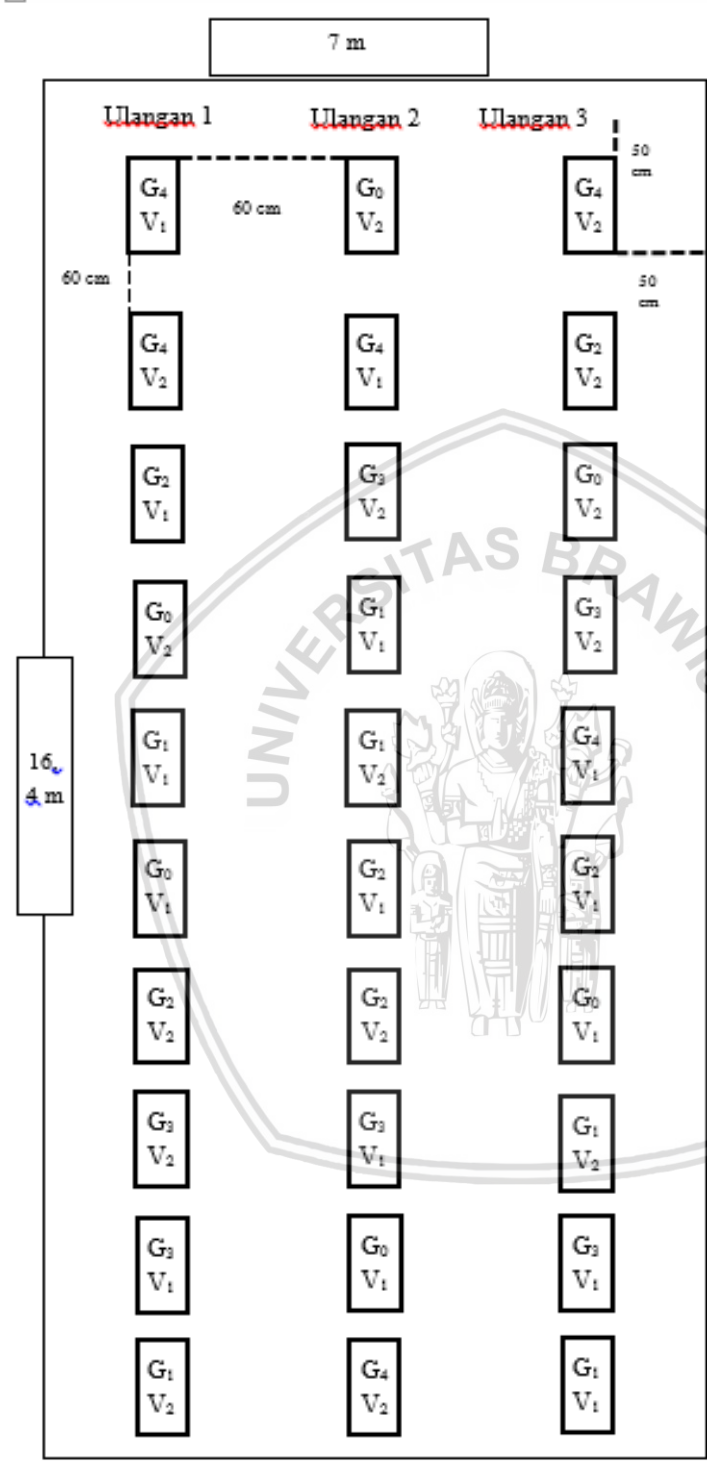 7 m
Ulangan 1 Ulangan 2 Ulangan 3
50
cm
G₄ G₀ G₄
V₁ V₂ V₂
60 cm
60 cm
50
cm
G₄ G₄ G₂
V₂ V₁ V₂
G₂ G₃ G₀
V₁ V₂ V₂
G₀ G₁ G₃
V₂ V₁ V₂
G₁ G₁ G₄
V₁ V₂ V₁
16,
4 m
G₀ G₂ G₂
V₁ V₁ V₁
G₂ G₂ G₀
V₂ V₂ V₁
G₃ G₃ G₁
V₂ V₁ V₂
G₃ G₀ G₃
V₁ V₁ V₁
G₁ G₄ G₁
V₂ V₂ V₁
UNIVERSITAS